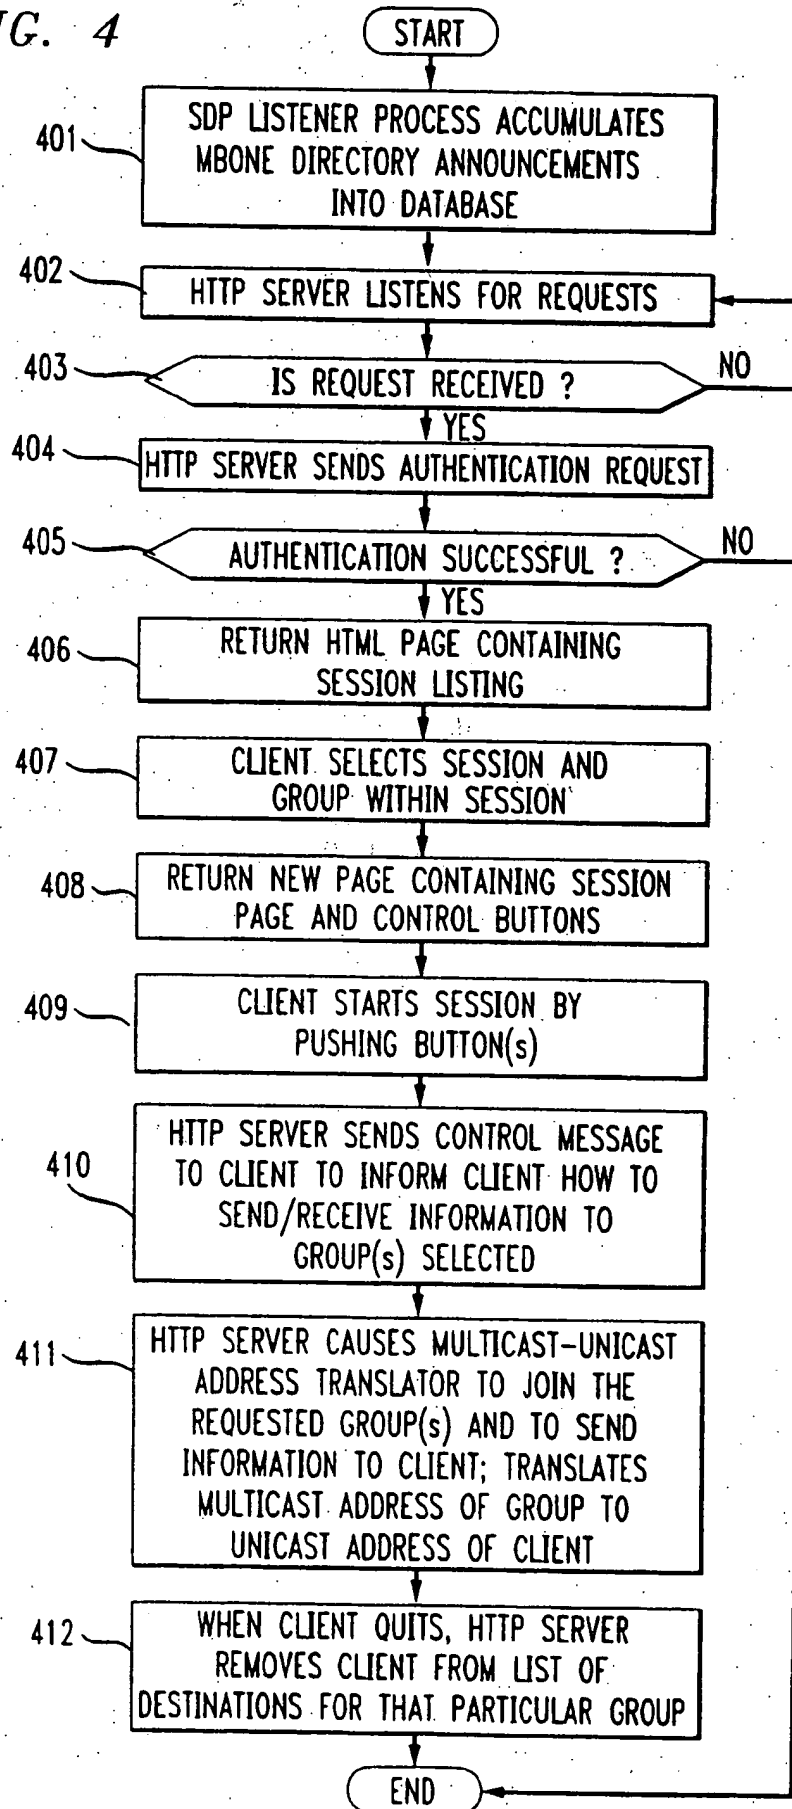 IG. 4
START
401
SDP LISTENER PROCESS ACCUMULATES
MBONE DIRECTORY ANNOUNCEMENTS
INTO DATABASE
402
HTTP SERVER LISTENS FOR REQUESTS
403
IS REQUEST RECEIVED ?
NO
YES
404
HTTP SERVER SENDS AUTHENTICATION REQUEST
405
AUTHENTICATION SUCCESSFUL ?
NO
YES
406
RETURN HTML PAGE CONTAINING
SESSION LISTING
407
CLIENT SELECTS SESSION AND
GROUP WITHIN SESSION
408
RETURN NEW PAGE CONTAINING SESSION
PAGE AND CONTROL BUTTONS
409
CLIENT STARTS SESSION BY
PUSHING BUTTON(s)
410
HTTP SERVER SENDS CONTROL MESSAGE
TO CLIENT TO INFORM CLIENT HOW TO
SEND/RECEIVE INFORMATION TO
GROUP(s) SELECTED
411
HTTP SERVER CAUSES MULTICAST-UNICAST
ADDRESS TRANSLATOR TO JOIN THE
REQUESTED GROUP(s) AND TO SEND
INFORMATION TO CLIENT; TRANSLATES
MULTICAST ADDRESS OF GROUP TO
UNICAST ADDRESS OF CLIENT
412
WHEN CLIENT QUITS, HTTP SERVER
REMOVES CLIENT FROM LIST OF
DESTINATIONS FOR THAT PARTICULAR GROUP
END